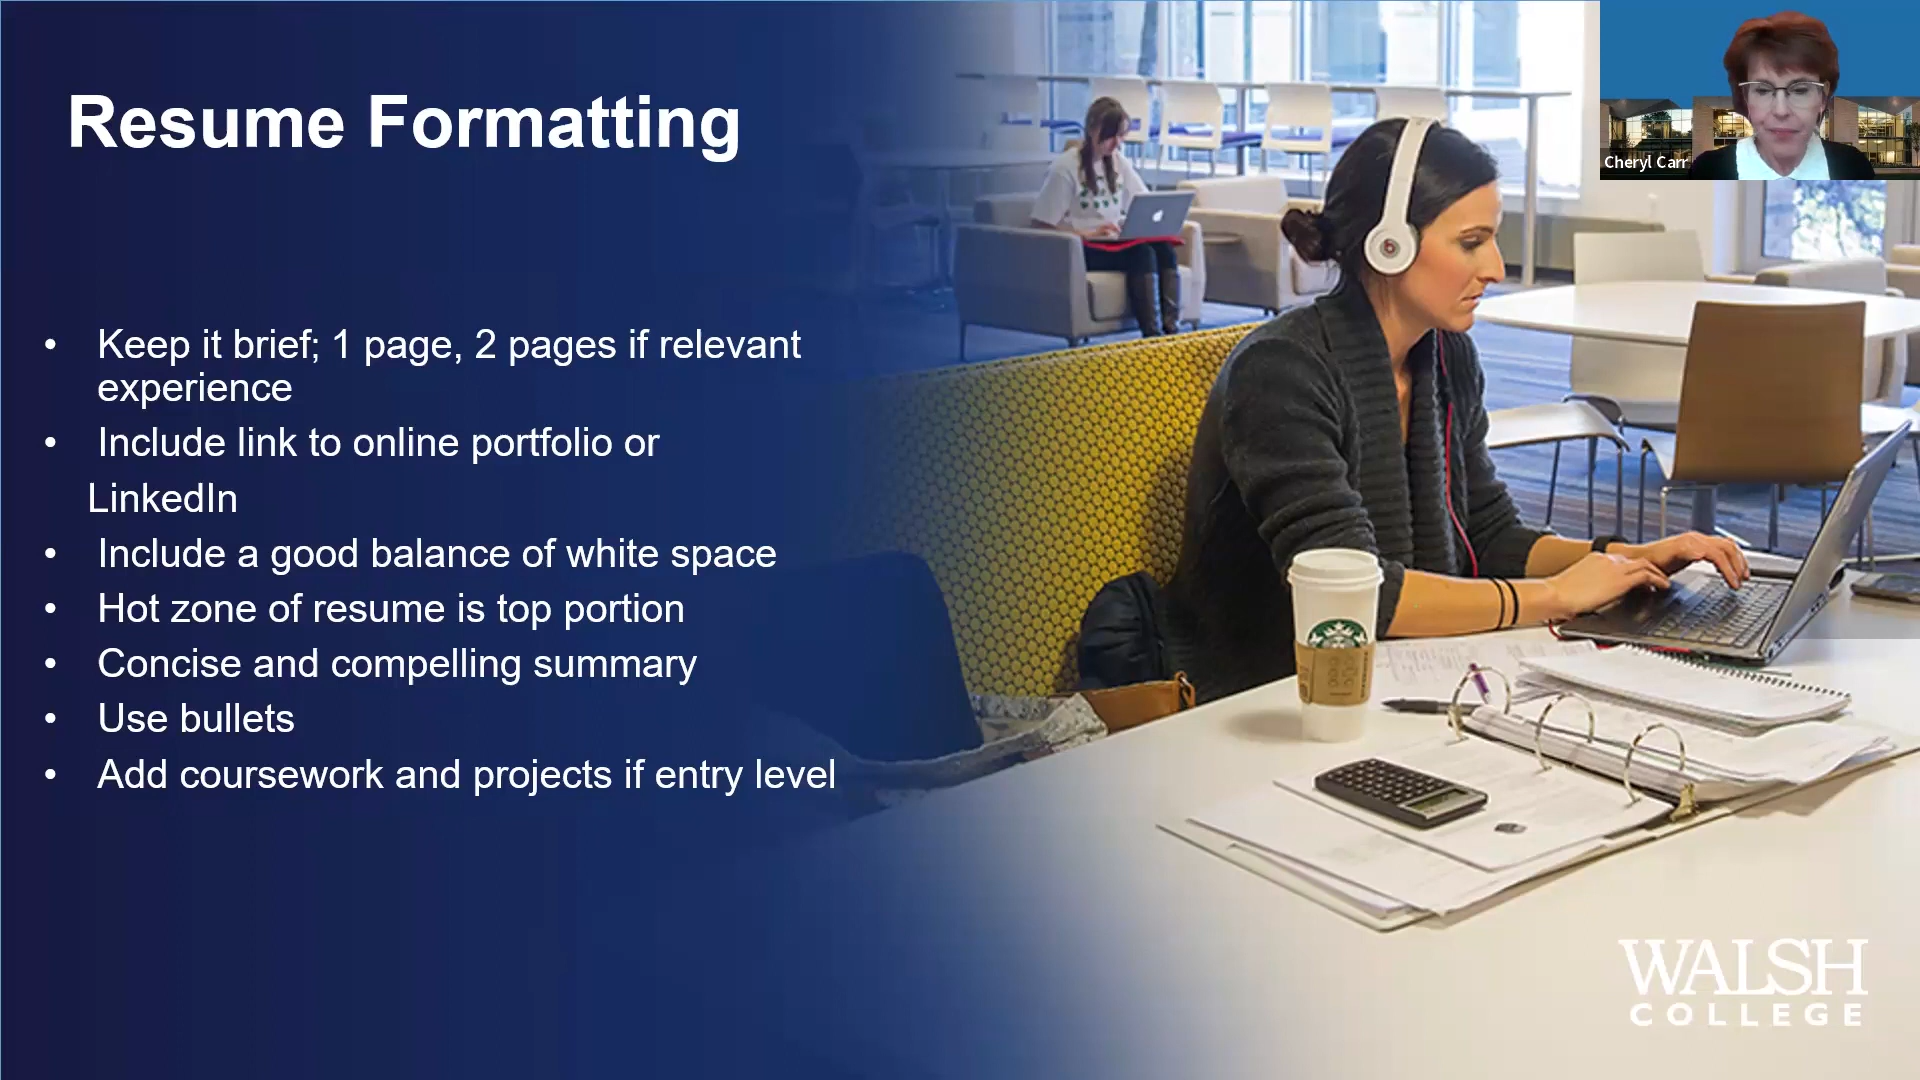 Resume Formatting
Cheryl Carr
• Keep it brief; 1 page, 2 pages if relevant
experience
• Include link to online portfolio or
LinkedIn
• Include a good balance of white space
• Hot zone of resume is top portion
• Concise and compelling summary
• Use bullets
• Add coursework and projects if entry level
WALSH
COLLEGE